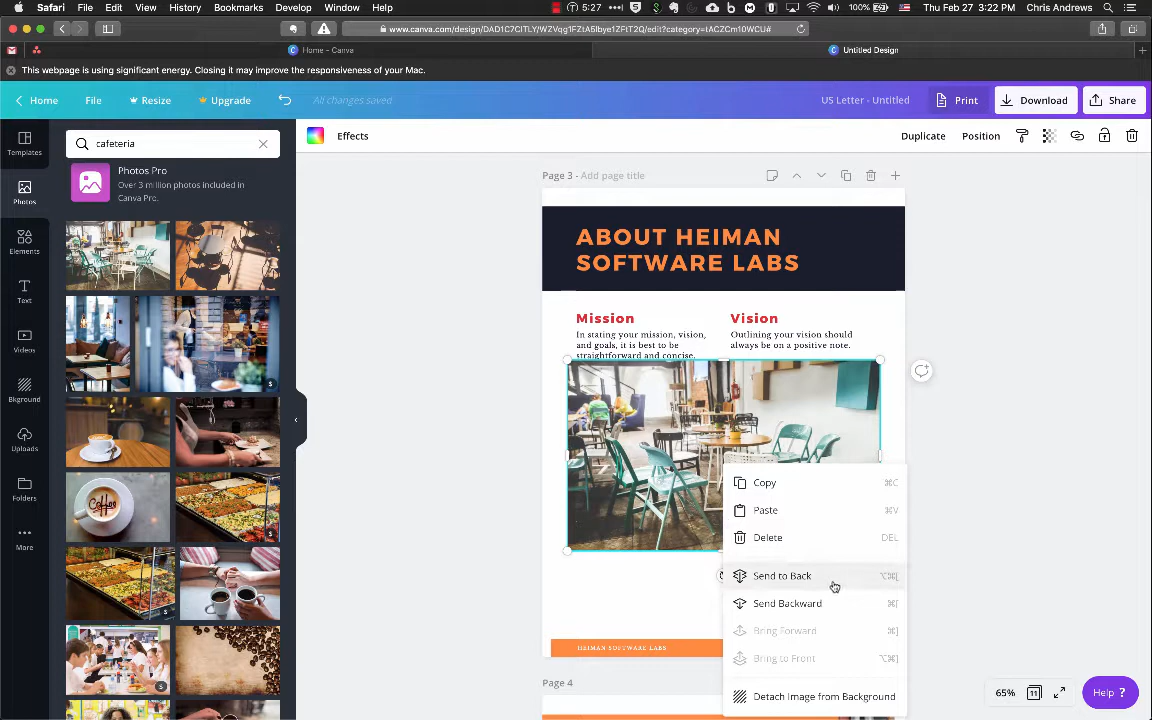 Safari File Edit View History Bookmarks Develop Window Help
5:27
100%
Thu Feb 27 3:22 PM Chris Andrews
www.canva.com/design/DAD1C7CITLY/WZVqg1FZtA5lbye1ZFtT2Q/edit?category=tACZCm10WCU#
Home – Canva
Untitled Design
This webpage is using significant energy. Closing it may improve the responsiveness of your Mac.
Home File Resize Upgrade All changes saved
US Letter - Untitled Print Download Share
Templates
Photos
Elements
Text
Videos
Bkground
Uploads
Folders
More
cafeteria
Photos Pro
Over 3 million photos included in
Canva Pro.
Effects
Duplicate Position
Page 3 - Add page title
ABOUT HEIMAN
SOFTWARE LABS
Mission
In stating your mission, vision,
and goals, it is best to be
straightforward and concise.
Vision
Outlining your vision should
always be on a positive note.
Copy ⌘C
Paste ⌘V
Delete DEL
Send to Back ⌥⌘[
Send Backward ⌘[
Bring Forward ⌘]
Bring to Front ⌥⌘]
Detach Image from Background
HEIMAN SOFTWARE LABS
Page 4
65% 11
Help ?
Coffee